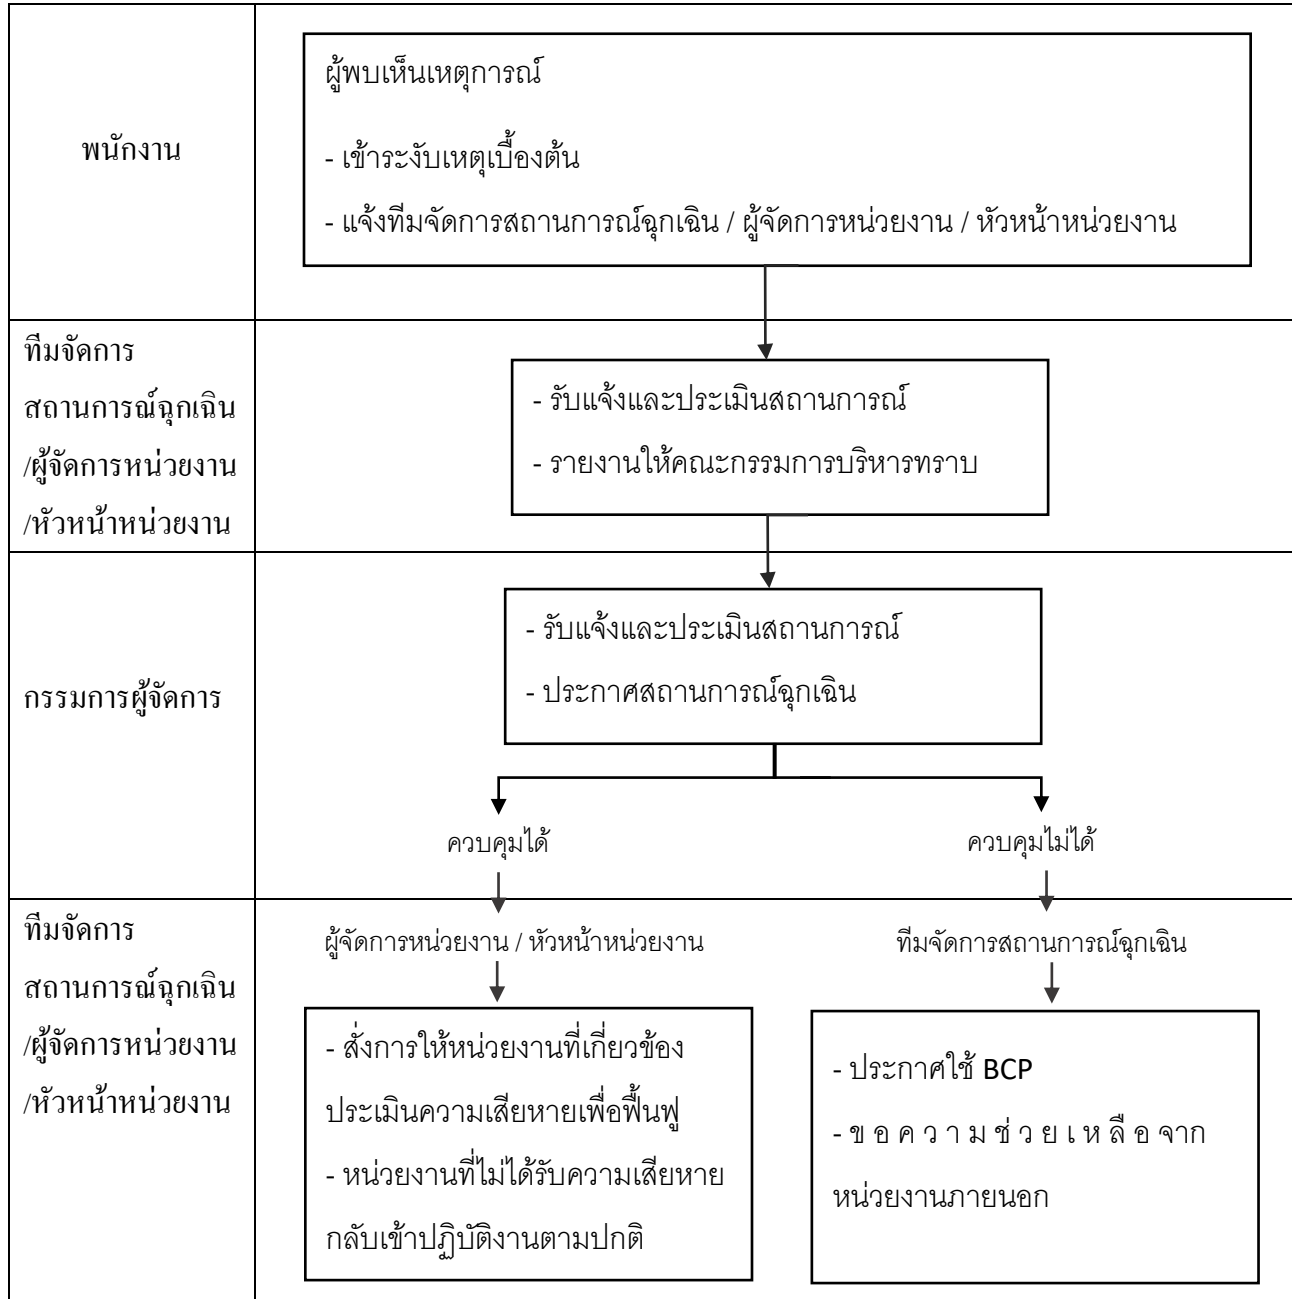 พนักงาน
ผู้พบเห็นเหตุการณ์
- เข้าระงับเหตุเบื้องต้น
- แจ้งทีมจัดการสถานการณ์ฉุกเฉิน / ผู้จัดการหน่วยงาน / หัวหน้าหน่วยงาน
ทีมจัดการ
สถานการณ์ฉุกเฉิน
/ผู้จัดการหน่วยงาน
/หัวหน้าหน่วยงาน
- รับแจ้งและประเมินสถานการณ์
- รายงานให้คณะกรรมการบริหารทราบ
กรรมการผู้จัดการ
- รับแจ้งและประเมินสถานการณ์
- ประกาศสถานการณ์ฉุกเฉิน
ควบคุมได้
ควบคุมไม่ได้
ทีมจัดการ
สถานการณ์ฉุกเฉิน
/ผู้จัดการหน่วยงาน
/หัวหน้าหน่วยงาน
ผู้จัดการหน่วยงาน / หัวหน้าหน่วยงาน
- สั่งการให้หน่วยงานที่เกี่ยวข้อง
ประเมินความเสียหายเพื่อฟื้นฟู
- หน่วยงานที่ไม่ได้รับความเสียหาย
กลับเข้าปฏิบัติงานตามปกติ
ทีมจัดการสถานการณ์ฉุกเฉิน
- ประกาศใช้ BCP
- ข อ ค ว า ม ช่ ว ย เ ห ลื อ จาก
หน่วยงานภายนอก